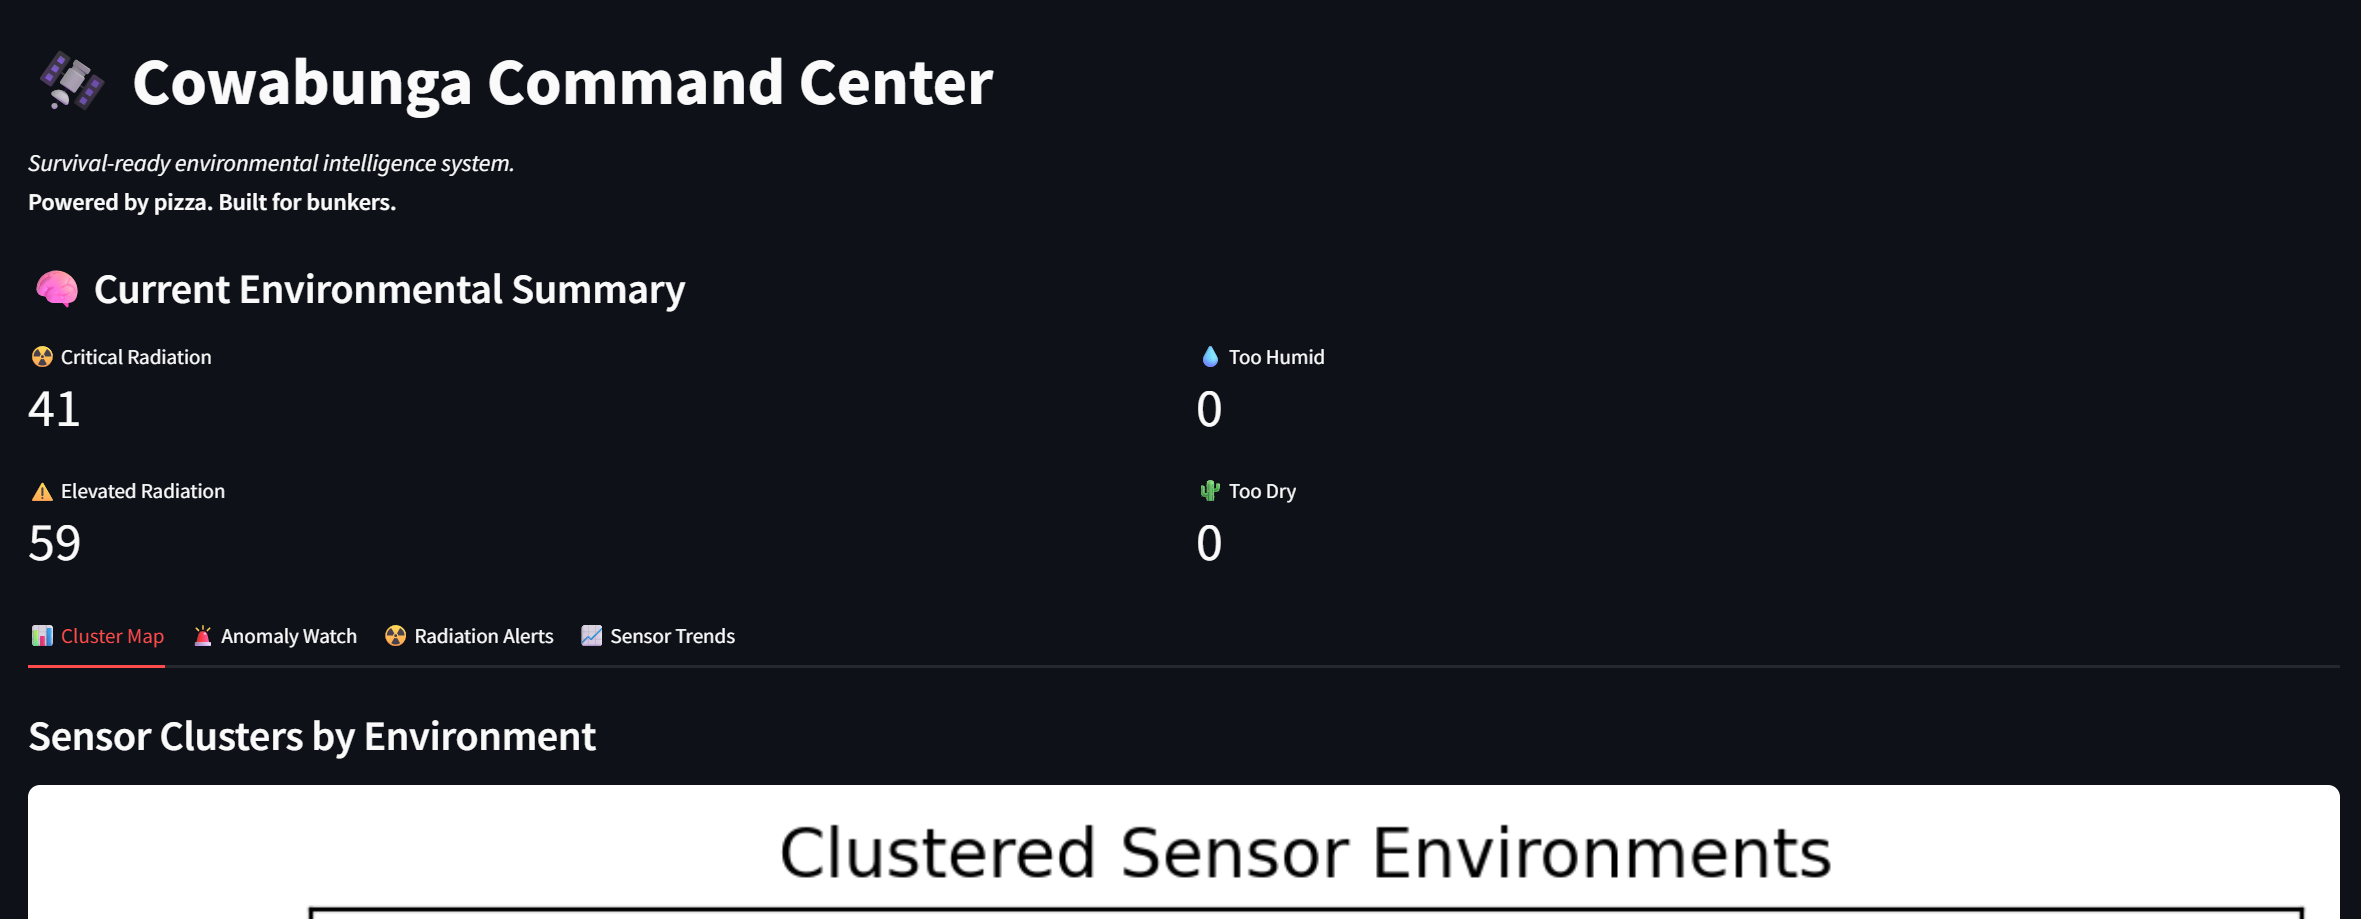 Cowabunga Command Center
Survival-ready environmental intelligence system.
Powered by pizza. Built for bunkers.
Current Environmental Summary
Critical Radiation
41
Too Humid
0
Elevated Radiation
59
Too Dry
0
Cluster Map Anomaly Watch Radiation Alerts Sensor Trends
Sensor Clusters by Environment
Clustered Sensor Environments